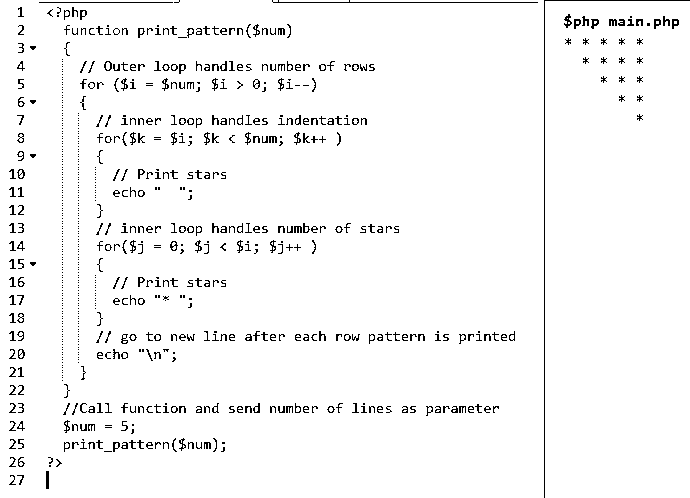 1 <?php
2 function print_pattern($num)
3 {
4 // Outer loop handles number of rows
5 for ($i = $num; $i > 0; $i--)
6 {
7 // inner loop handles indentation
8 for($k = $i; $k < $num; $k++ )
9 {
10 // Print stars
11 echo "  ";
12 }
13 // inner loop handles number of stars
14 for($j = 0; $j < $i; $j++ )
15 {
16 // Print stars
17 echo "* ";
18 }
19 // go to new line after each row pattern is printed
20 echo "\n";
21 }
22 }
23 //Call function and send number of lines as parameter
24 $num = 5;
25 print_pattern($num);
26 ?>
27
$php main.php
* * * * *
* * * *
* * *
* *
*